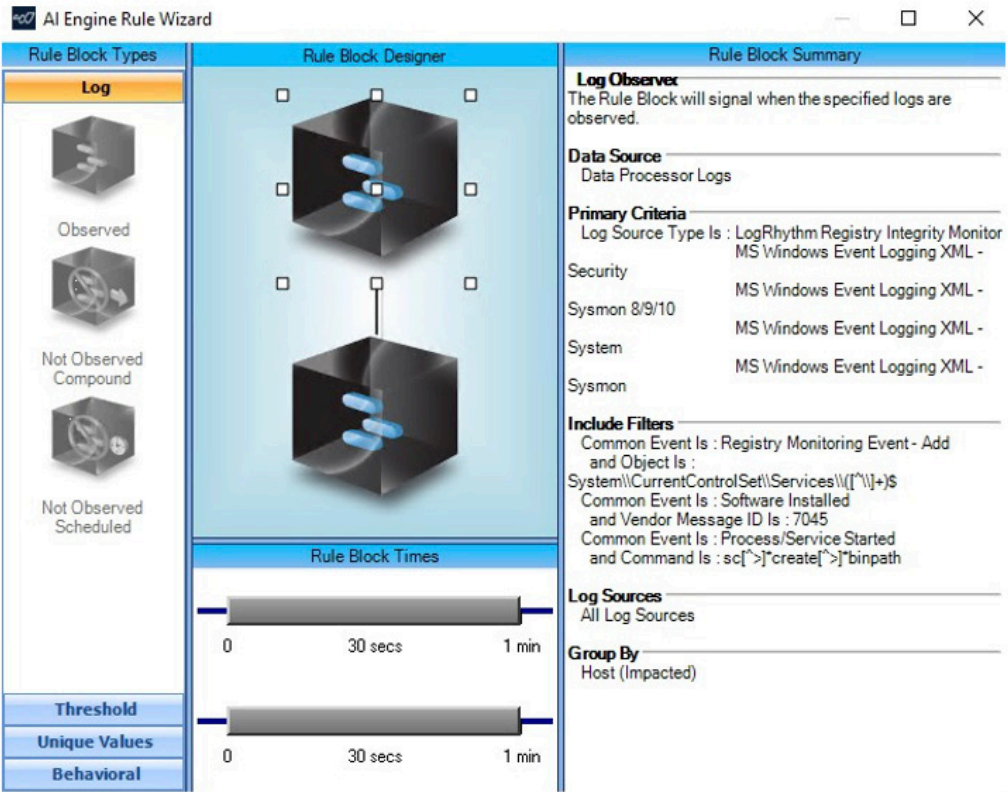 AI Engine Rule Wizard
Rule Block Types
Log
Observed
Not Observed
Compound
Not Observed
Scheduled
Threshold
Unique Values
Behavioral
Rule Block Designer
Rule Block Times
0 30 secs 1 min
0 30 secs 1 min
Rule Block Summary
Log Observer
The Rule Block will signal when the specified logs are
observed.
Data Source
Data Processor Logs
Primary Criteria
Log Source Type Is : LogRhythm Registry Integrity Monitor
MS Windows Event Logging XML -
Security
MS Windows Event Logging XML -
Sysmon 8/9/10
MS Windows Event Logging XML -
System
MS Windows Event Logging XML -
Sysmon
Include Filters
Common Event Is : Registry Monitoring Event - Add
and Object Is :
System\\CurrentControlSet\\Services\\([^\\]+)$
Common Event Is : Software Installed
and Vendor Message ID Is : 7045
Common Event Is : Process/Service Started
and Command Is : sc[^>]*create[^>]*binpath
Log Sources
All Log Sources
Group By
Host (Impacted)